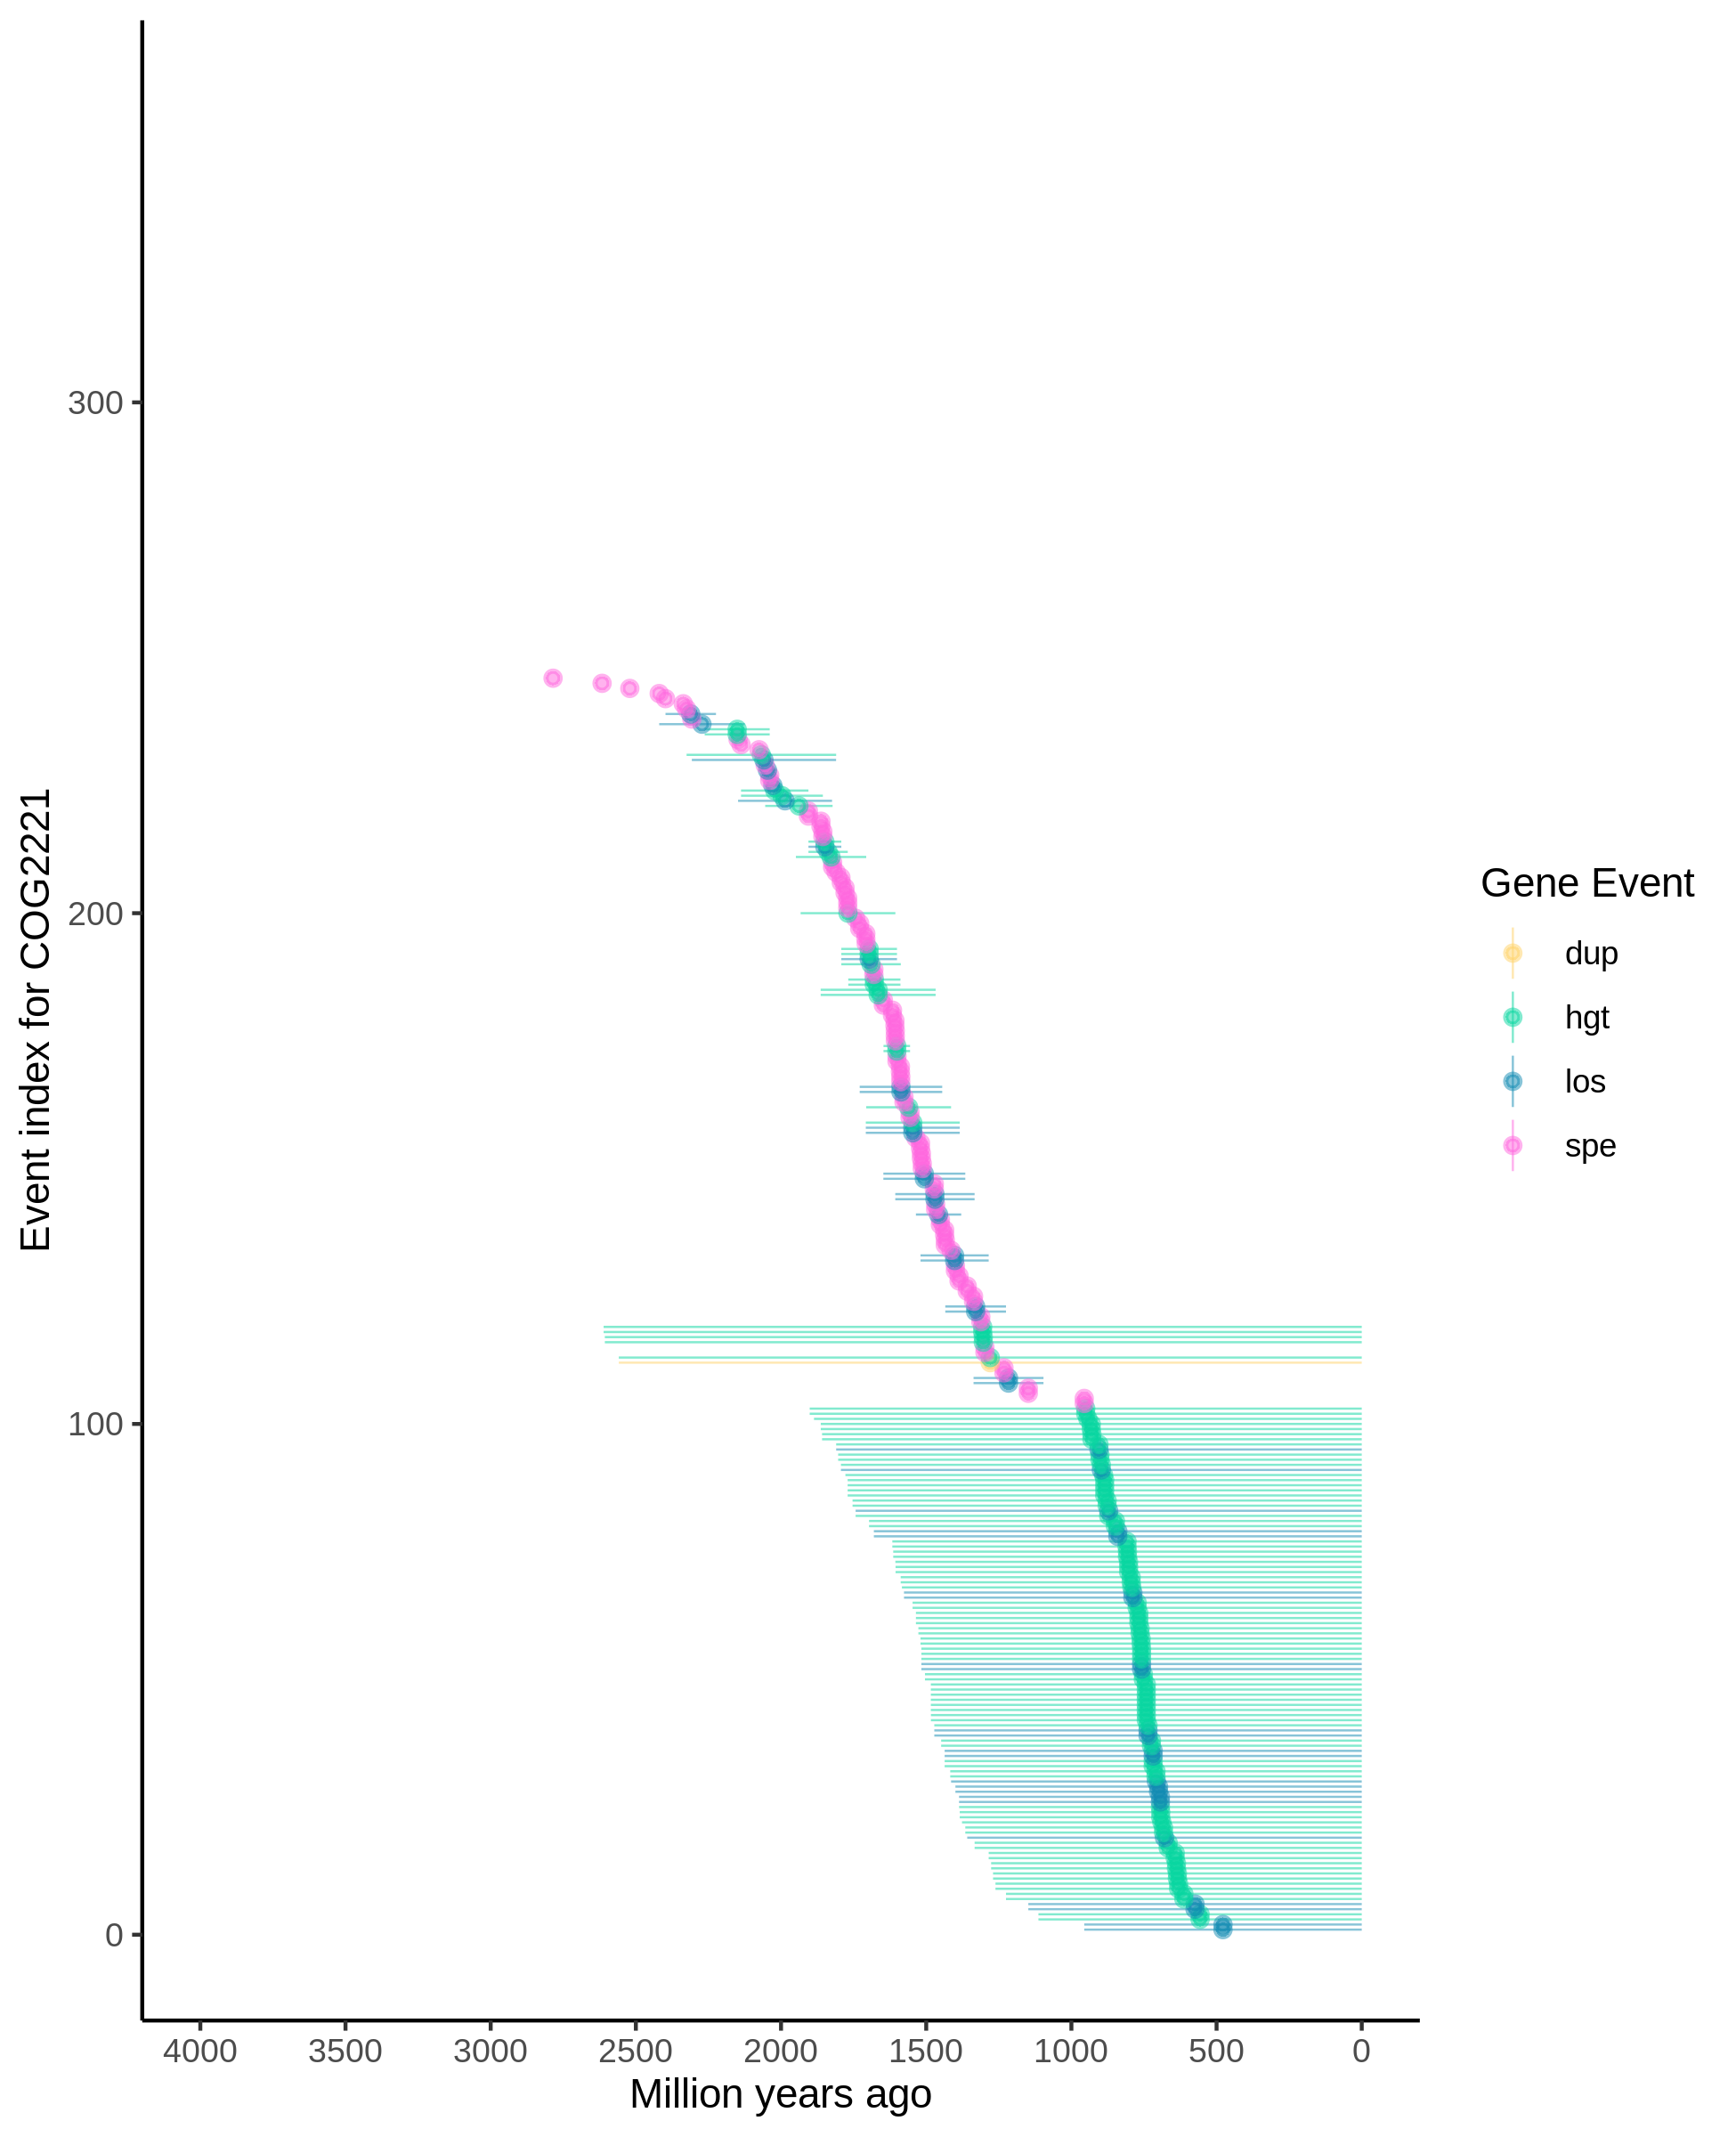 Event index for COG2221
300
200
100
0
4000 3500 3000 2500 2000 1500 1000 500 0
Million years ago
Gene Event
dup
hgt
los
spe